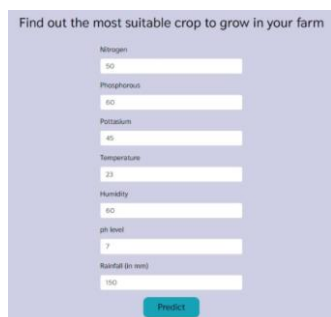 Find out the most suitable crop to grow in your farm
Nitrogen
50
Phosphorous
60
Pottasium
45
Temperature
23
Humidity
60
ph level
7
Rainfall (in mm)
150
Predict